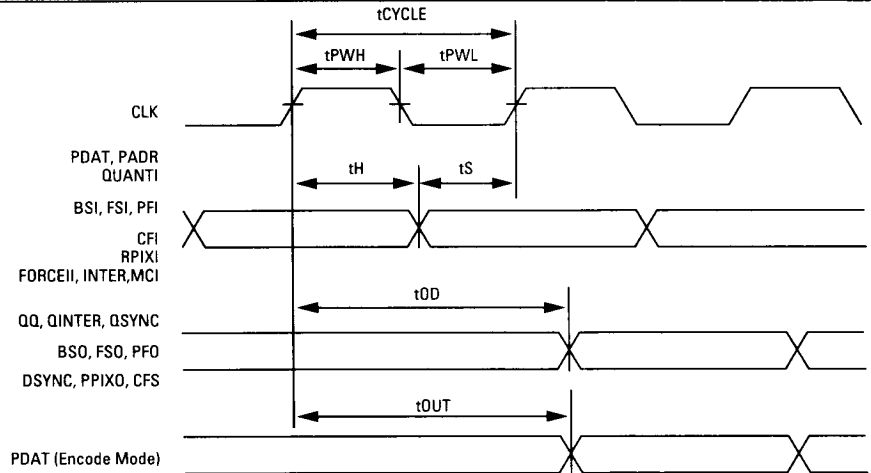 tCYCLE
tPWH tPWL
CLK
PDAT, PADR
QUANTI
tH tS
BSI, FSI, PFI
CFI
RPIXI
FORCEII, INTER,MCI
tOD
QQ, QINTER, QSYNC
BSO, FSO, PFO
DSYNC, PPIXO, CFS
tOUT
PDAT (Encode Mode)